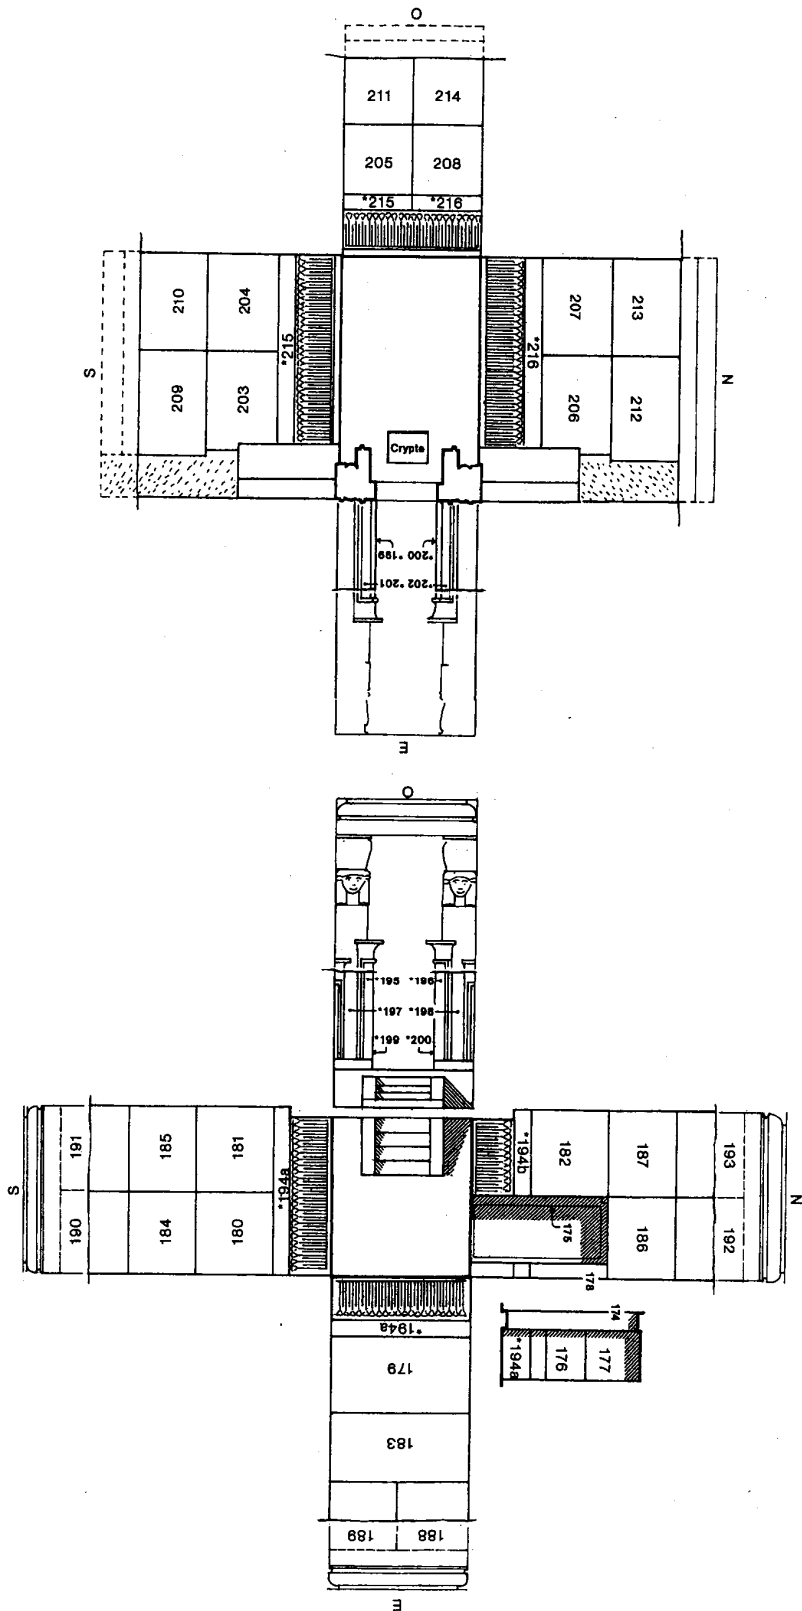 O
211 214
205 208
*215 *216
210 204
*215
209 203
S
*216
207 213
206 212
N
Crypte
*200 *199
*202 *201
E
O
*195 *196
*197 *198
*199 *200
191 185 181
*194a
190 184 180
S
*194b
182 187 193
175
186 192
N
178
174
*194a 176 177
*194a
179
183
189 188
E